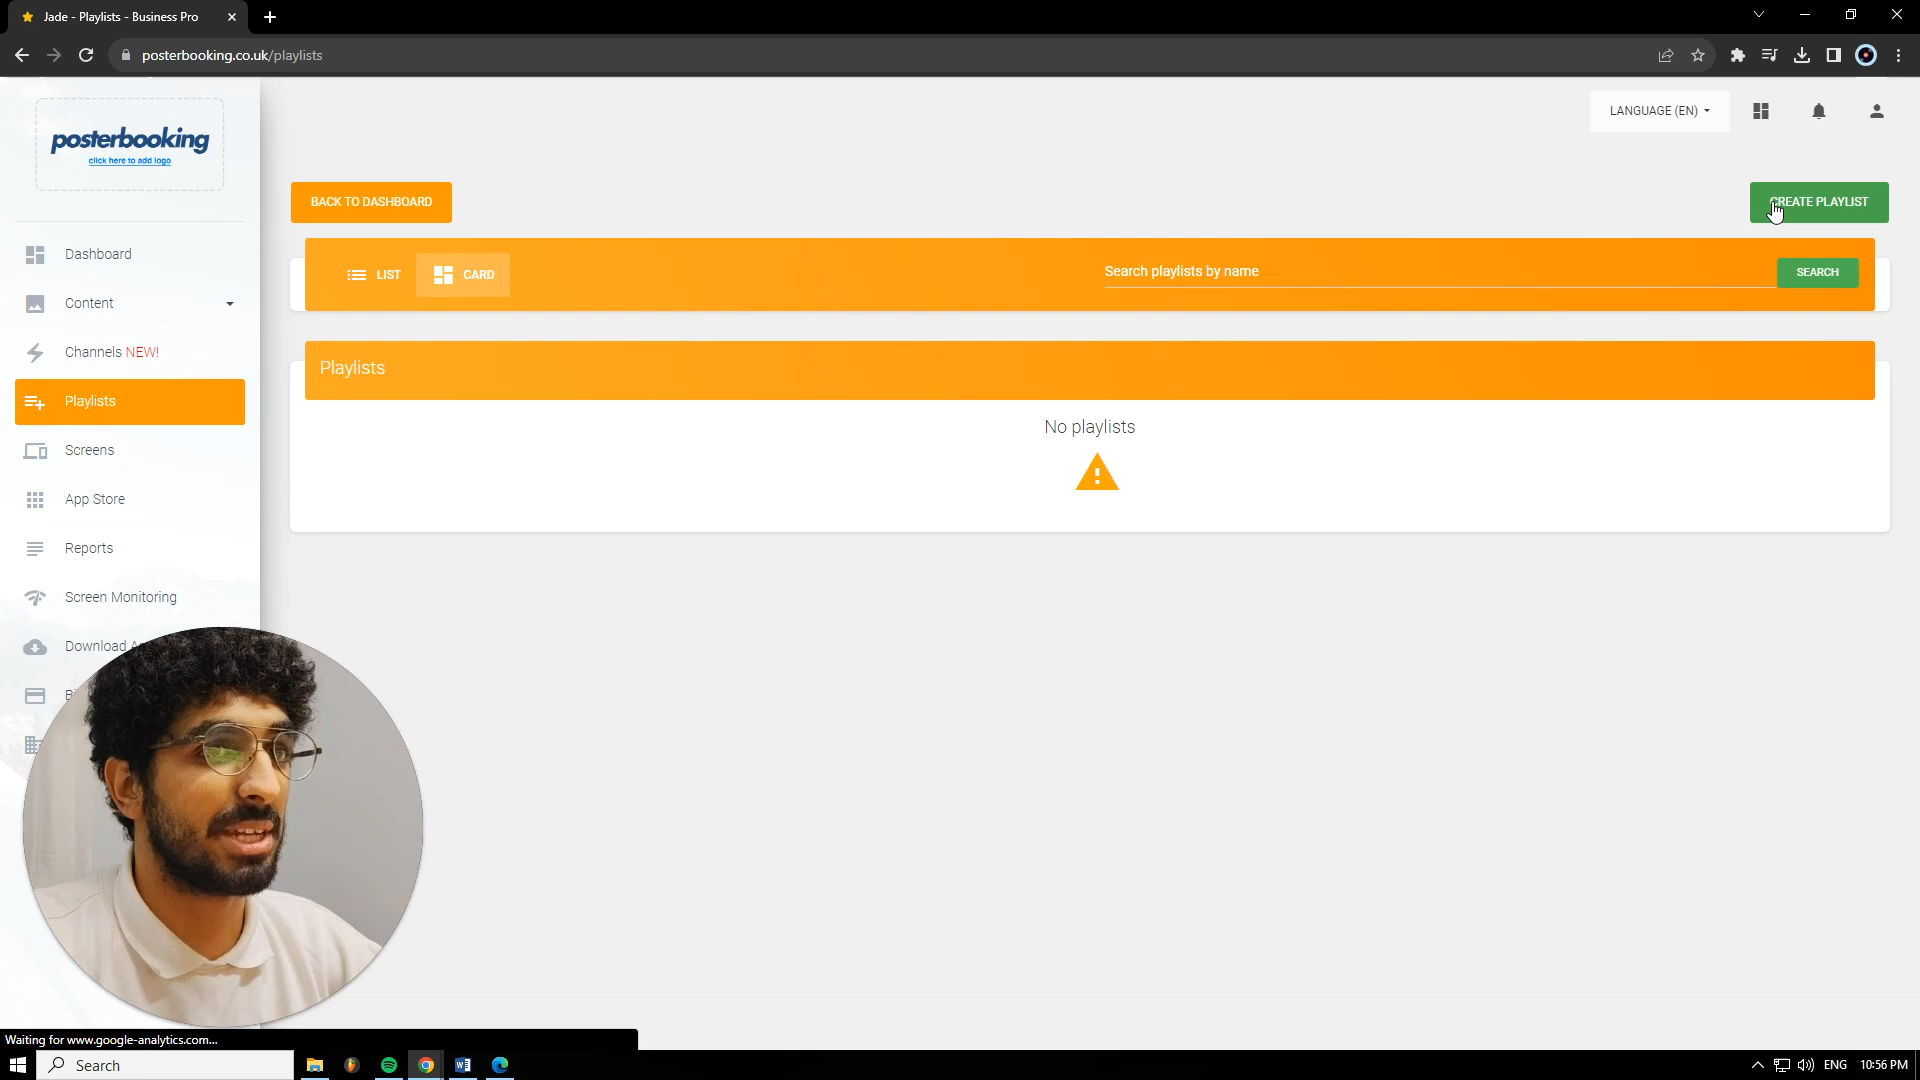 Jade - Playlists - Business Pro
posterbooking.co.uk/playlists
LANGUAGE (EN)
posterbooking
click here to add logo
BACK TO DASHBOARD
CREATE PLAYLIST
LIST
CARD
Search playlists by name
SEARCH
Dashboard
Content
Channels NEW!
Playlists
Screens
App Store
Reports
Screen Monitoring
Download
Playlists
No playlists
Waiting for www.google-analytics.com...
Search
ENG
10:56 PM